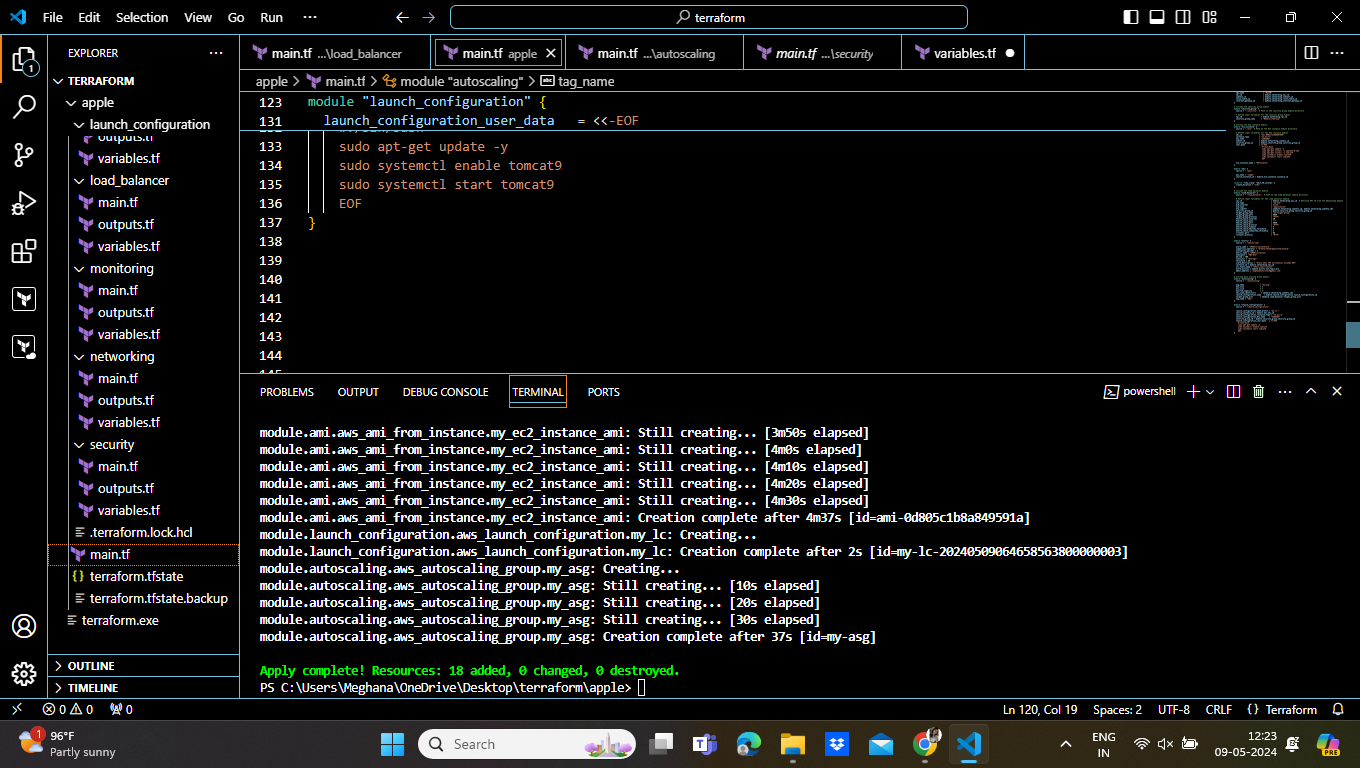 File Edit Selection View Go Run ··· terraform
EXPLORER ···
TERRAFORM
apple
launch_configuration
outputs.tf
variables.tf
load_balancer
main.tf
outputs.tf
variables.tf
monitoring
main.tf
outputs.tf
variables.tf
networking
main.tf
outputs.tf
variables.tf
security
main.tf
outputs.tf
variables.tf
.terraform.lock.hcl
main.tf
terraform.tfstate
terraform.tfstate.backup
terraform.exe
OUTLINE
TIMELINE
main.tf ...\load_balancer main.tf apple main.tf ...\autoscaling main.tf ...\security variables.tf
apple > main.tf > module "autoscaling" > tag_name
123 module "launch_configuration" {
131 launch_configuration_user_data = <<-EOF
133 sudo apt-get update -y
134 sudo systemctl enable tomcat9
135 sudo systemctl start tomcat9
136 EOF
137 }
138
139
140
141
142
143
144
PROBLEMS OUTPUT DEBUG CONSOLE TERMINAL PORTS powershell
module.ami.aws_ami_from_instance.my_ec2_instance_ami: Still creating... [3m50s elapsed]
module.ami.aws_ami_from_instance.my_ec2_instance_ami: Still creating... [4m0s elapsed]
module.ami.aws_ami_from_instance.my_ec2_instance_ami: Still creating... [4m10s elapsed]
module.ami.aws_ami_from_instance.my_ec2_instance_ami: Still creating... [4m20s elapsed]
module.ami.aws_ami_from_instance.my_ec2_instance_ami: Still creating... [4m30s elapsed]
module.ami.aws_ami_from_instance.my_ec2_instance_ami: Creation complete after 4m37s [id=ami-0d805c1b8a849591a]
module.launch_configuration.aws_launch_configuration.my_lc: Creating...
module.launch_configuration.aws_launch_configuration.my_lc: Creation complete after 2s [id=my-lc-20240509064658563800000003]
module.autoscaling.aws_autoscaling_group.my_asg: Creating...
module.autoscaling.aws_autoscaling_group.my_asg: Still creating... [10s elapsed]
module.autoscaling.aws_autoscaling_group.my_asg: Still creating... [20s elapsed]
module.autoscaling.aws_autoscaling_group.my_asg: Still creating... [30s elapsed]
module.autoscaling.aws_autoscaling_group.my_asg: Creation complete after 37s [id=my-asg]
Apply complete! Resources: 18 added, 0 changed, 0 destroyed.
PS C:\Users\Meghana\OneDrive\Desktop\terraform\apple>
0 0 0 Ln 120, Col 19 Spaces: 2 UTF-8 CRLF {} Terraform
1 96°F
Partly sunny
Search
ENG
IN
12:23
09-05-2024
PRE